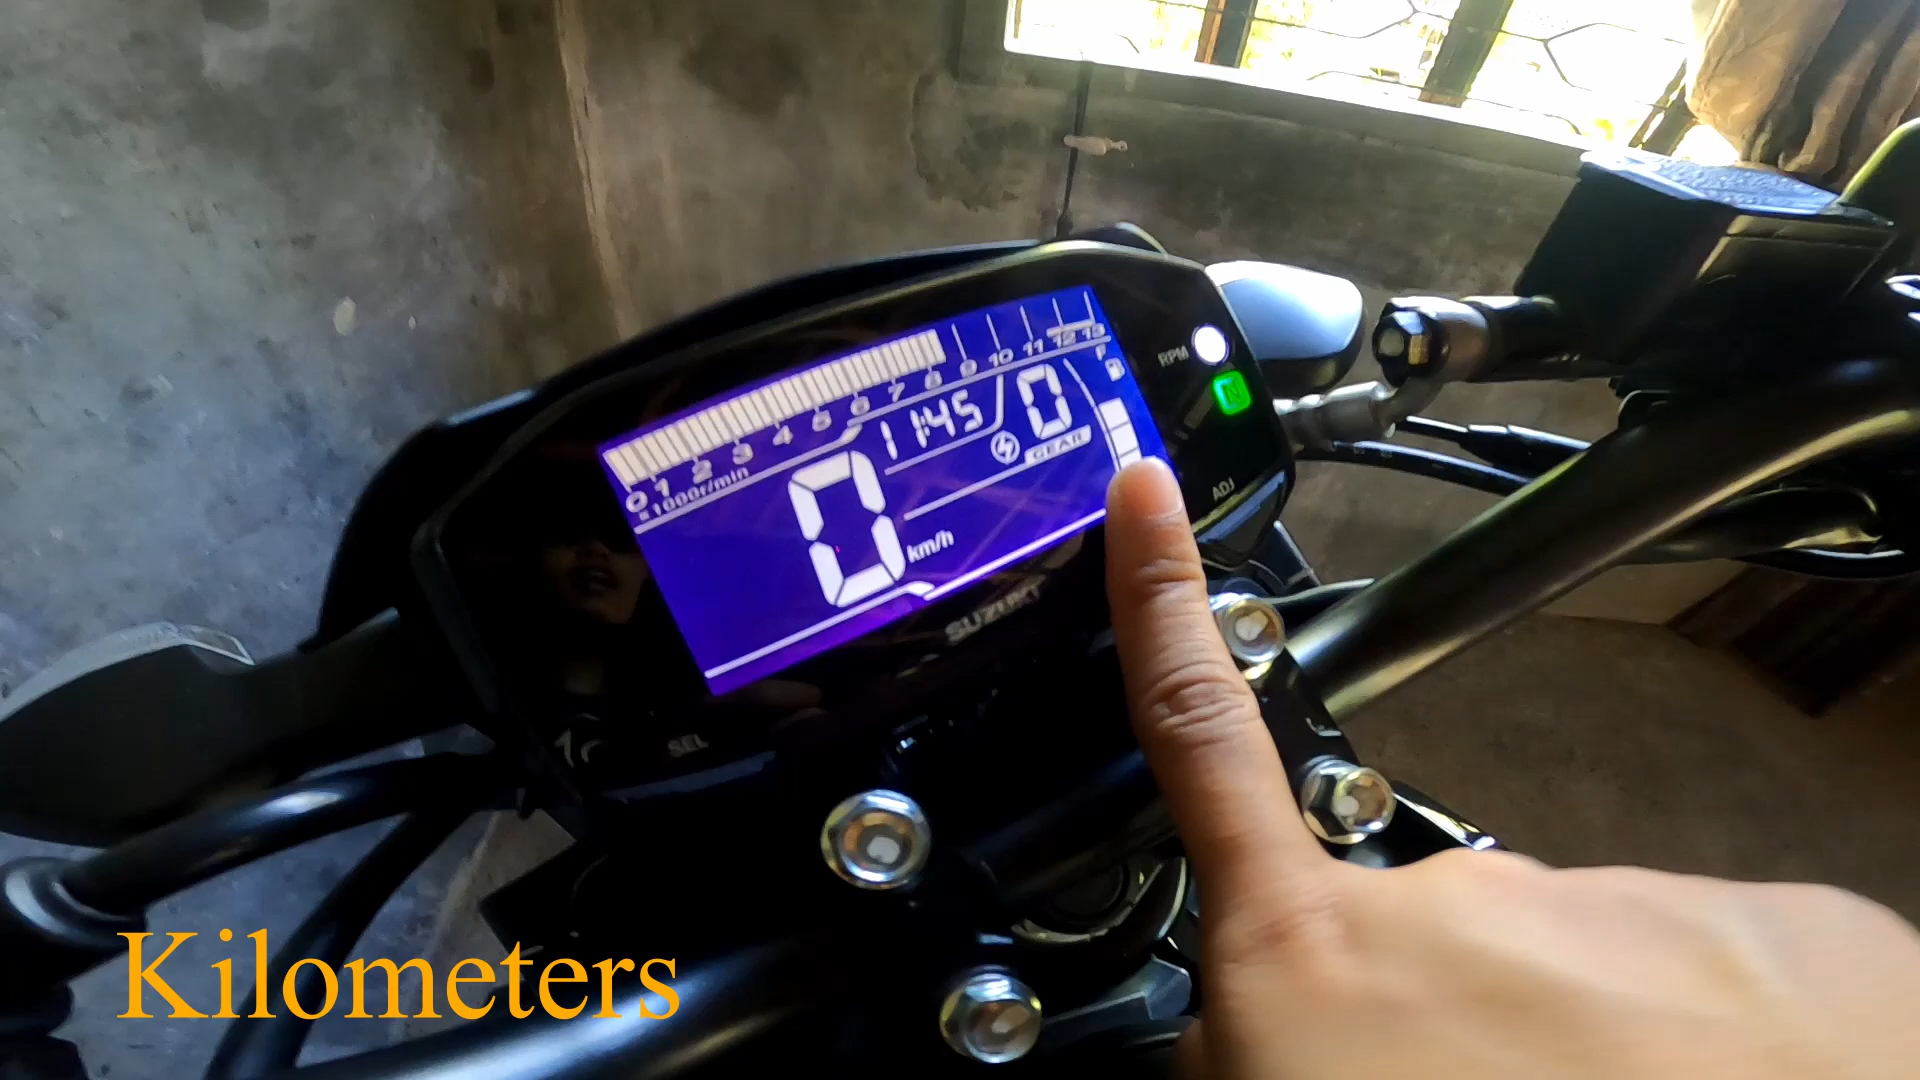 0 1 2 3 4 5 6 7 8 9 10 11 12 13
×1000r/min
11:45
0
GEAR
F
0
km/h
RPM
N
ADJ
SUZUKI
SEL
Kilometers